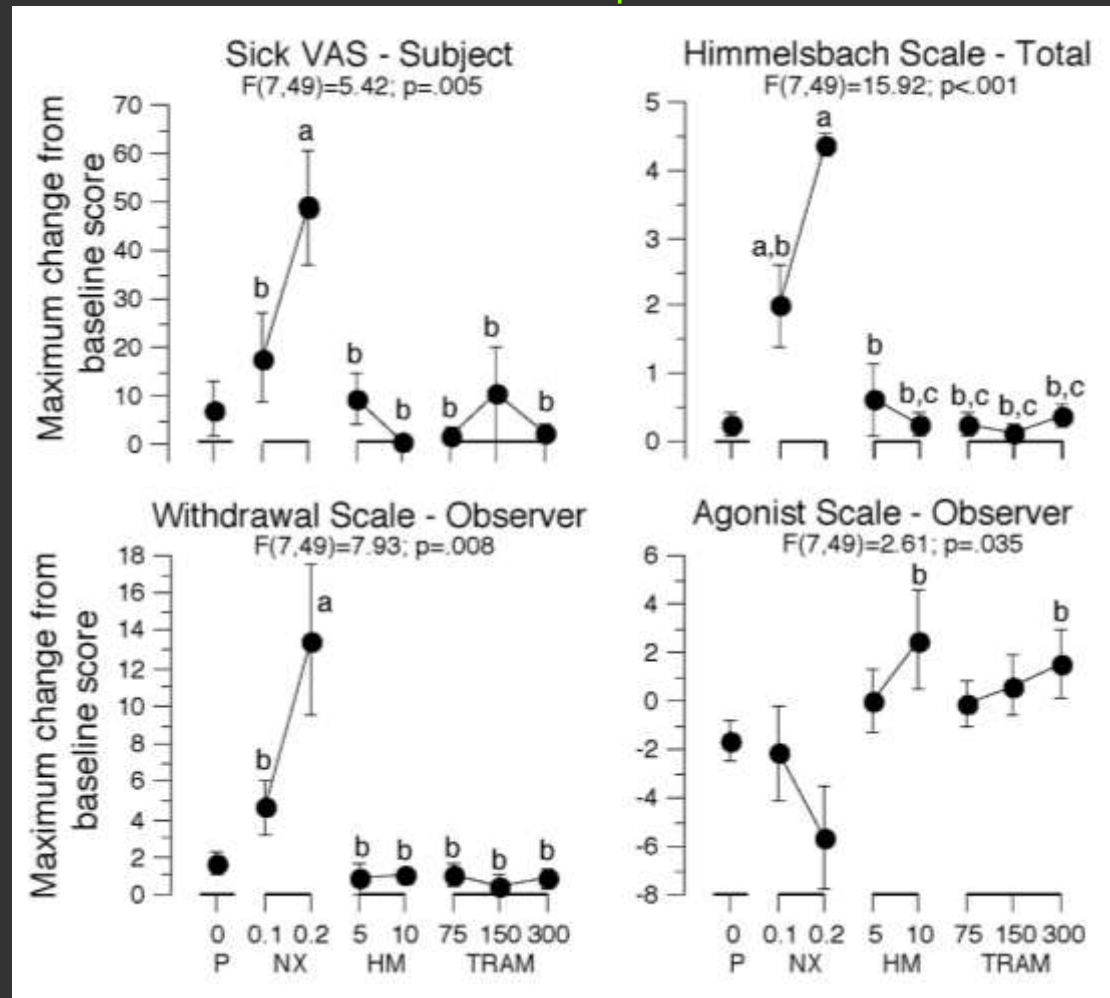 Sick VAS - Subject
F(7,49)=5.42; p=.005
Maximum change from
baseline score
70
60
50
40
30
20
10
0
b
a
b
b
b
b
b
Himmelsbach Scale - Total
F(7,49)=15.92; p<.001
5
4
3
2
1
0
a,b
a
b
b,c
b,c
b,c
b,c
Withdrawal Scale - Observer
F(7,49)=7.93; p=.008
Maximum change from
baseline score
18
16
14
12
10
8
6
4
2
0
b
a
b
b
b
b
b
0 0.1 0.2 5 10 75 150 300
P NX HM TRAM
Agonist Scale - Observer
F(7,49)=2.61; p=.035
6
4
2
0
-2
-4
-6
-8
b
b
0 0.1 0.2 5 10 75 150 300
P NX HM TRAM